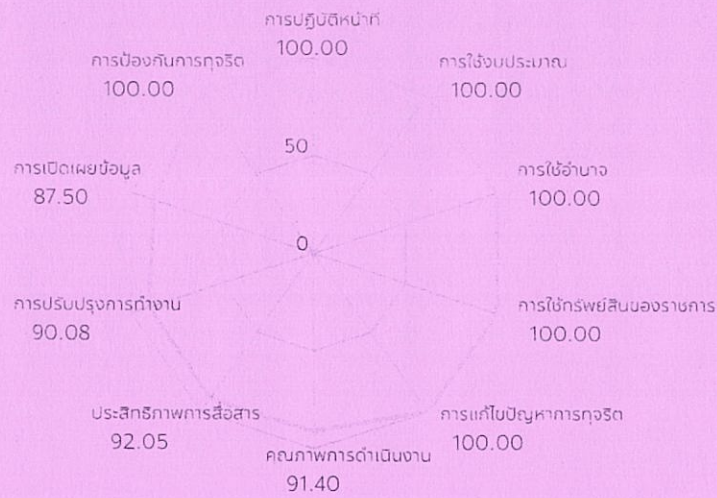 การปฏิบัติหน้าที่
100.00
การป้องกันการทุจริต
100.00
การใช้งบประมาณ
100.00
50
การเปิดเผยข้อมูล
87.50
การใช้อำนาจ
100.00
0
การปรับปรุงการทำงาน
90.08
การใช้ทรัพย์สินของราชการ
100.00
ประสิทธิภาพการสื่อสาร
92.05
การแก้ไขปัญหาการทุจริต
100.00
คุณภาพการดำเนินงาน
91.40